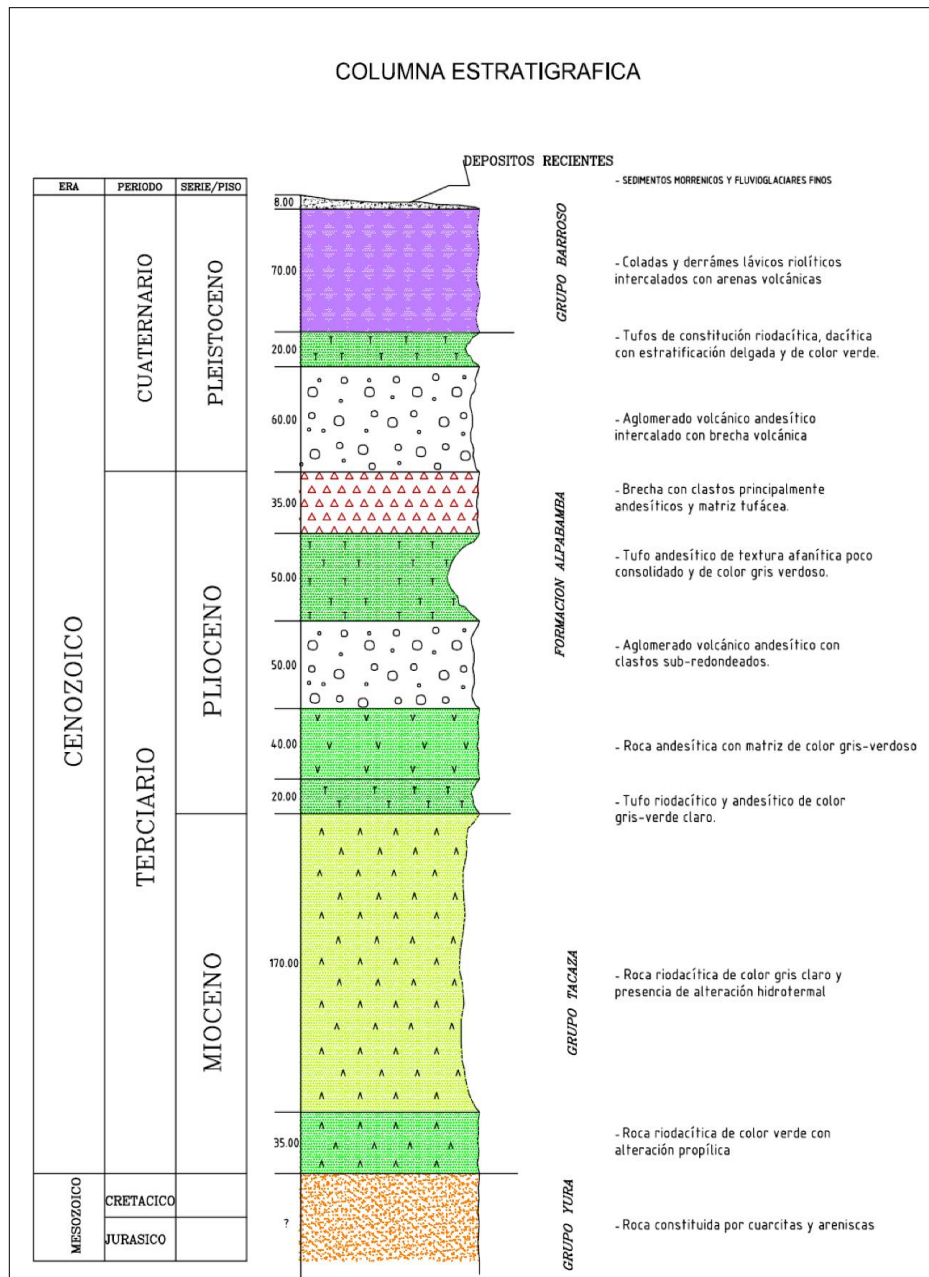 COLUMNA ESTRATIGRAFICA
DEPOSITOS RECIENTES
ERA
PERIODO
SERIE/PISO
- SEDIMENTOS MORRENICOS Y FLUVIOGLACIARES FINOS
8.00
CENOZOICO
CUATERNARIO
PLEISTOCENO
70.00
GRUPO BARROSO
- Coladas y derrámes lávicos riolíticos
intercalados con arenas volcánicas
20.00
- Tufos de constitución riodacítica, dacítica
con estratificación delgada y de color verde.
60.00
- Aglomerado volcánico andesítico
intercalado con brecha volcánica
TERCIARIO
PLIOCENO
FORMACION ALPABAMBA
35.00
- Brecha con clastos principalmente
andesíticos y matriz tufácea.
50.00
- Tufo andesítico de textura afanítica poco
consolidado y de color gris verdoso.
50.00
- Aglomerado volcánico andesítico con
clastos sub-redondeados.
40.00
- Roca andesítica con matriz de color gris-verdoso
20.00
- Tufo riodacítico y andesítico de color
gris-verde claro.
MIOCENO
170.00
GRUPO TACAZA
- Roca riodacítica de color gris claro y
presencia de alteración hidrotermal
35.00
- Roca riodacítica de color verde con
alteración propílica
MESOZOICO
CRETACICO
JURASICO
?
GRUPO YURA
- Roca constituida por cuarcitas y areniscas